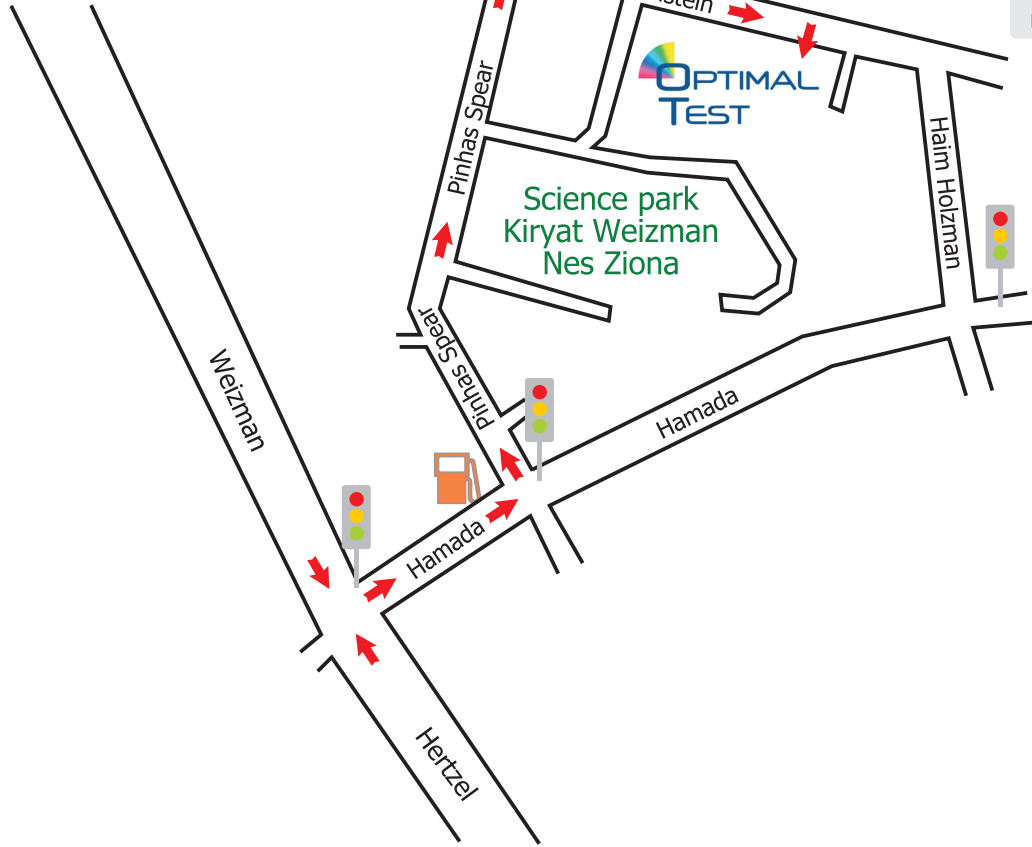 OPTIMAL
TEST
Pinhas Spear
Haim Holzman
Science park
Kiryat Weizman
Nes Ziona
Pinhas Spear
Weizman
Hamada
Hamada
Hertzel